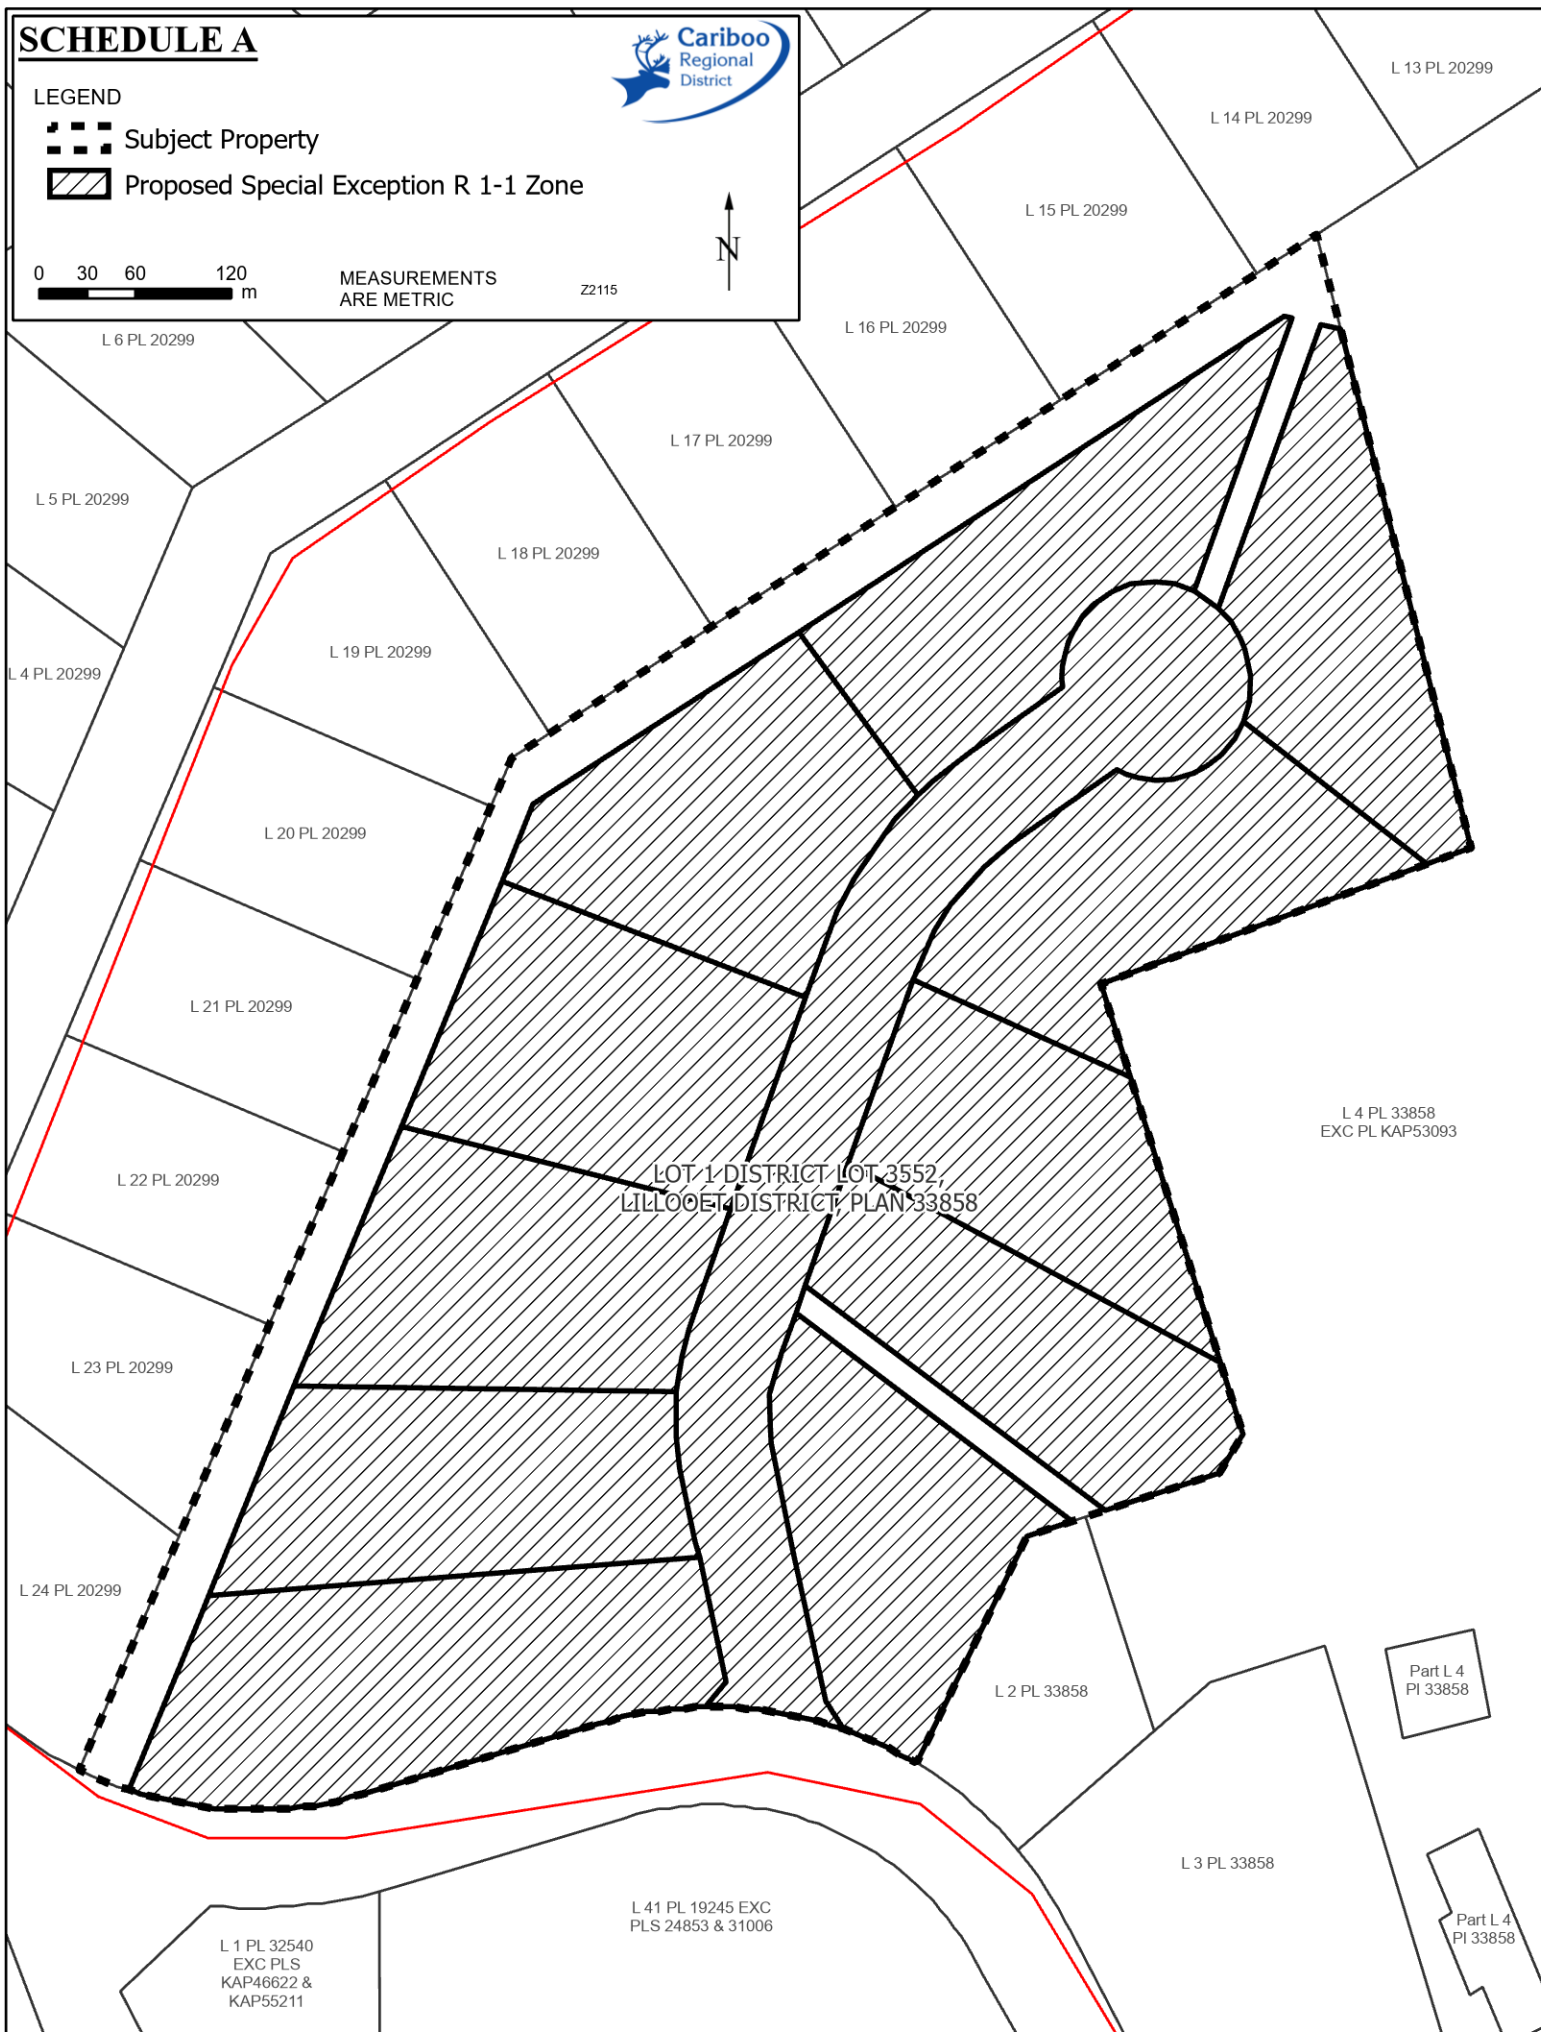 SCHEDULE A
Cariboo
Regional
District
LEGEND
Subject Property
Proposed Special Exception R 1-1 Zone
N
0 30 60 120
m
MEASUREMENTS
ARE METRIC
Z2115
L 13 PL 20299
L 14 PL 20299
L 15 PL 20299
L 16 PL 20299
L 6 PL 20299
L 17 PL 20299
L 5 PL 20299
L 18 PL 20299
L 19 PL 20299
L 4 PL 20299
L 20 PL 20299
L 21 PL 20299
L 4 PL 33858
EXC PL KAP53093
LOT 1 DISTRICT LOT 3552,
LILLOOET DISTRICT, PLAN 33858
L 22 PL 20299
L 23 PL 20299
L 24 PL 20299
L 2 PL 33858
Part L 4
Pl 33858
L 3 PL 33858
L 41 PL 19245 EXC
PLS 24853 & 31006
Part L 4
Pl 33858
L 1 PL 32540
EXC PLS
KAP46622 &
KAP55211